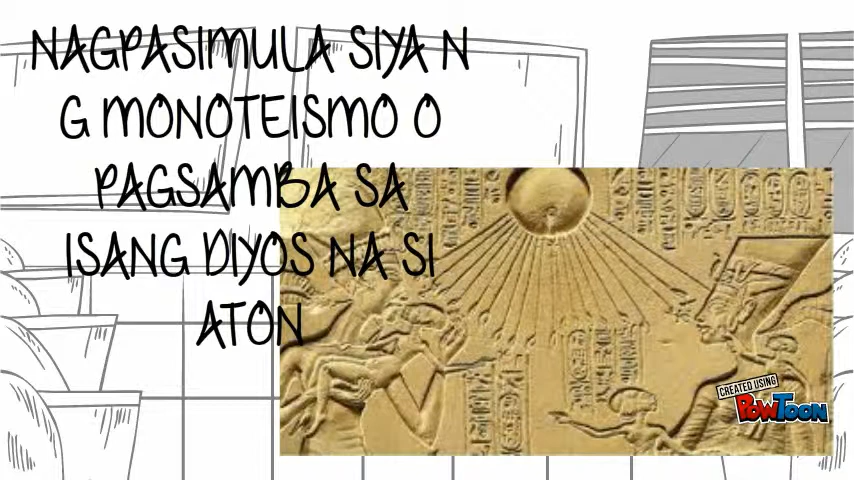 NAGPASIMULA SIYA N
G MONOTEISMO O
PAGSAMBA SA
ISANG DIYOS NA SI
ATON
CREATED USING
POWTOON